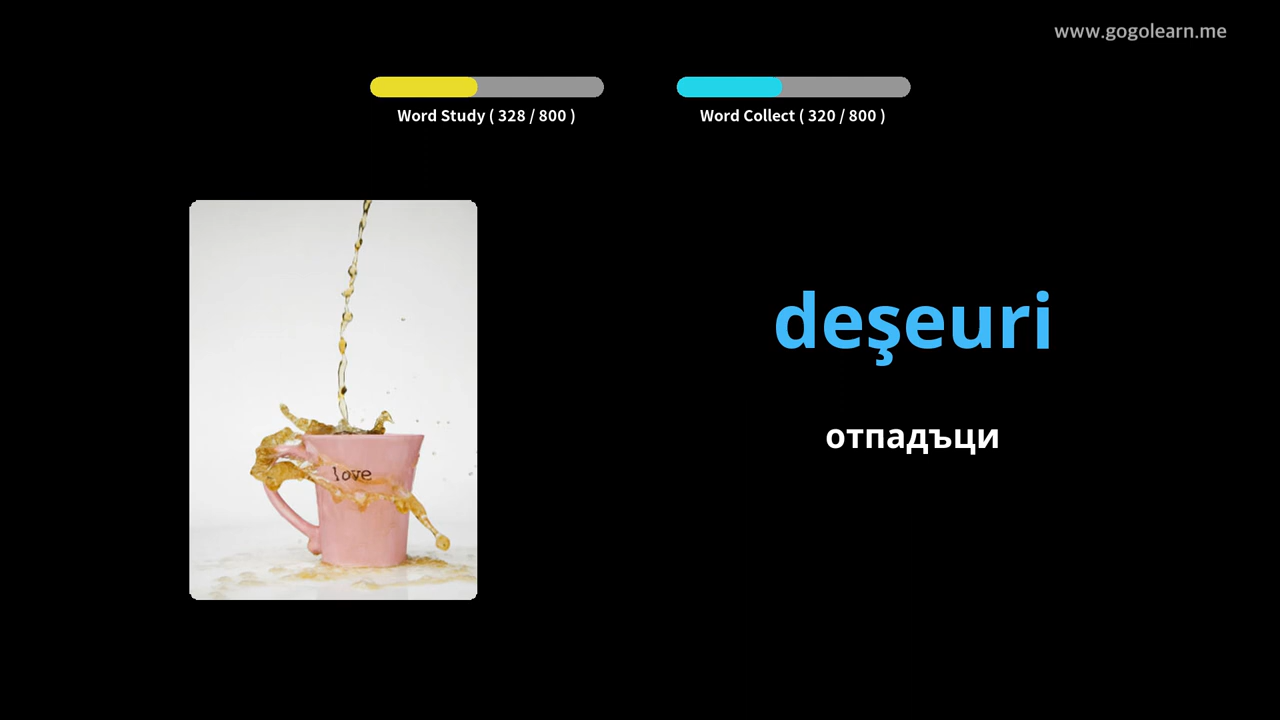 www.gogolearn.me
Word Study ( 328 / 800 )
Word Collect ( 320 / 800 )
love
deşeuri
отпадъци